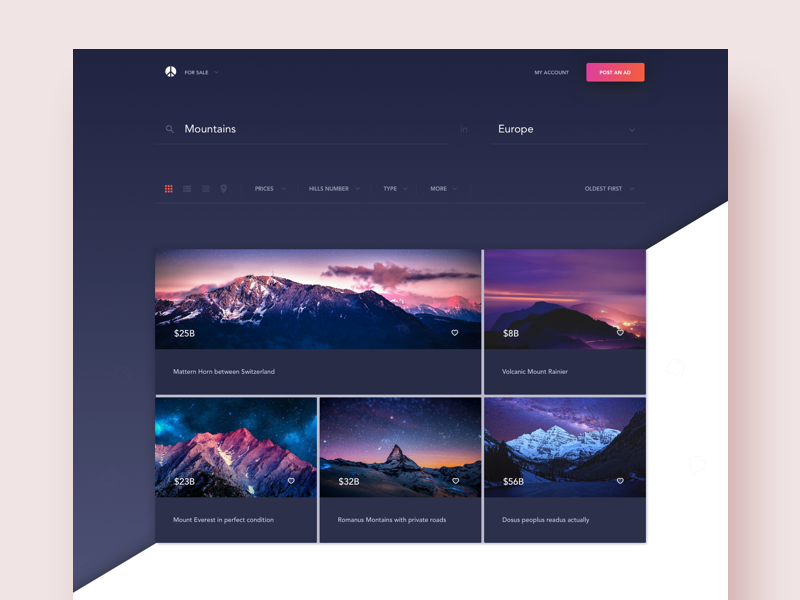 FOR SALE
MY ACCOUNT
POST AN AD
Mountains
in
Europe
PRICES
HILLS NUMBER
TYPE
MORE
OLDEST FIRST
$25B
$8B
Mattern Horn between Switzerland
Volcanic Mount Rainier
$23B
$32B
$56B
Mount Everest in perfect condition
Romanus Montains with private roads
Dosus peoplus readus actually